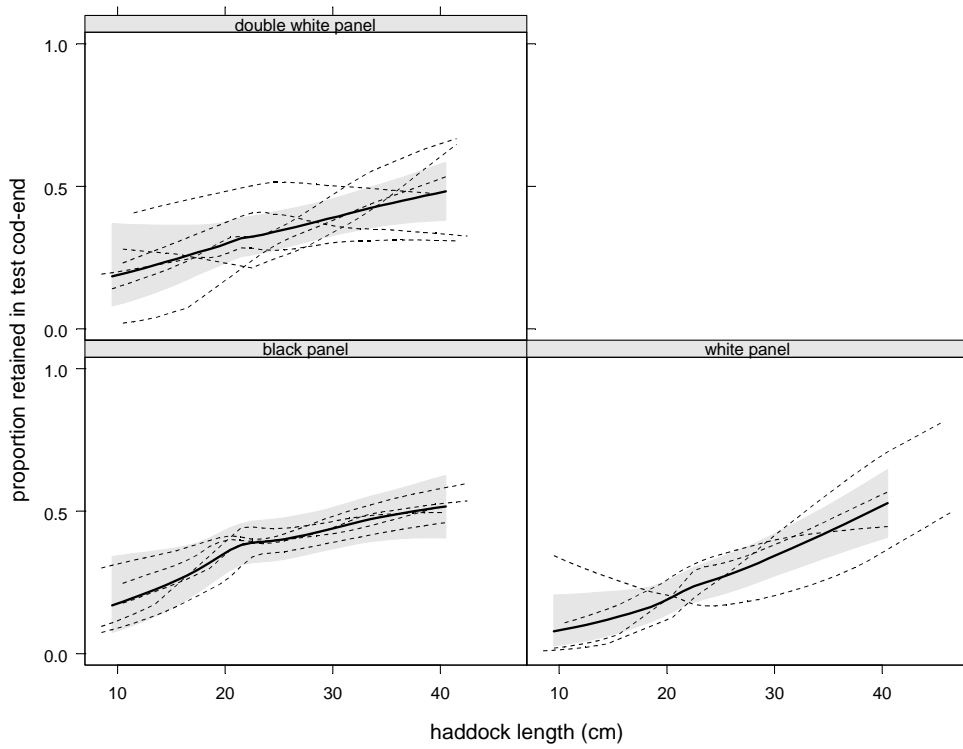 double white panel
1.0
0.5
0.0
black panel
white panel
1.0
0.5
0.0
10 20 30 40
10 20 30 40
haddock length (cm)
proportion retained in test cod-end